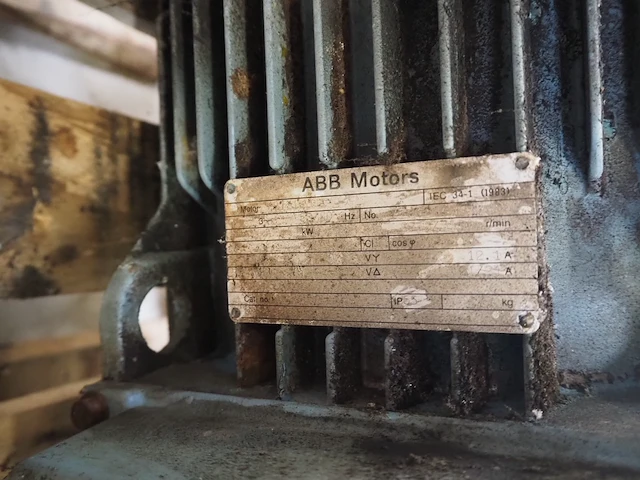 ABB Motors
Motor IEC 34-1 (1983)
Hz No.
kW r/min
Cl cos φ
VY A
VΔ A
Cat. no. IP kg